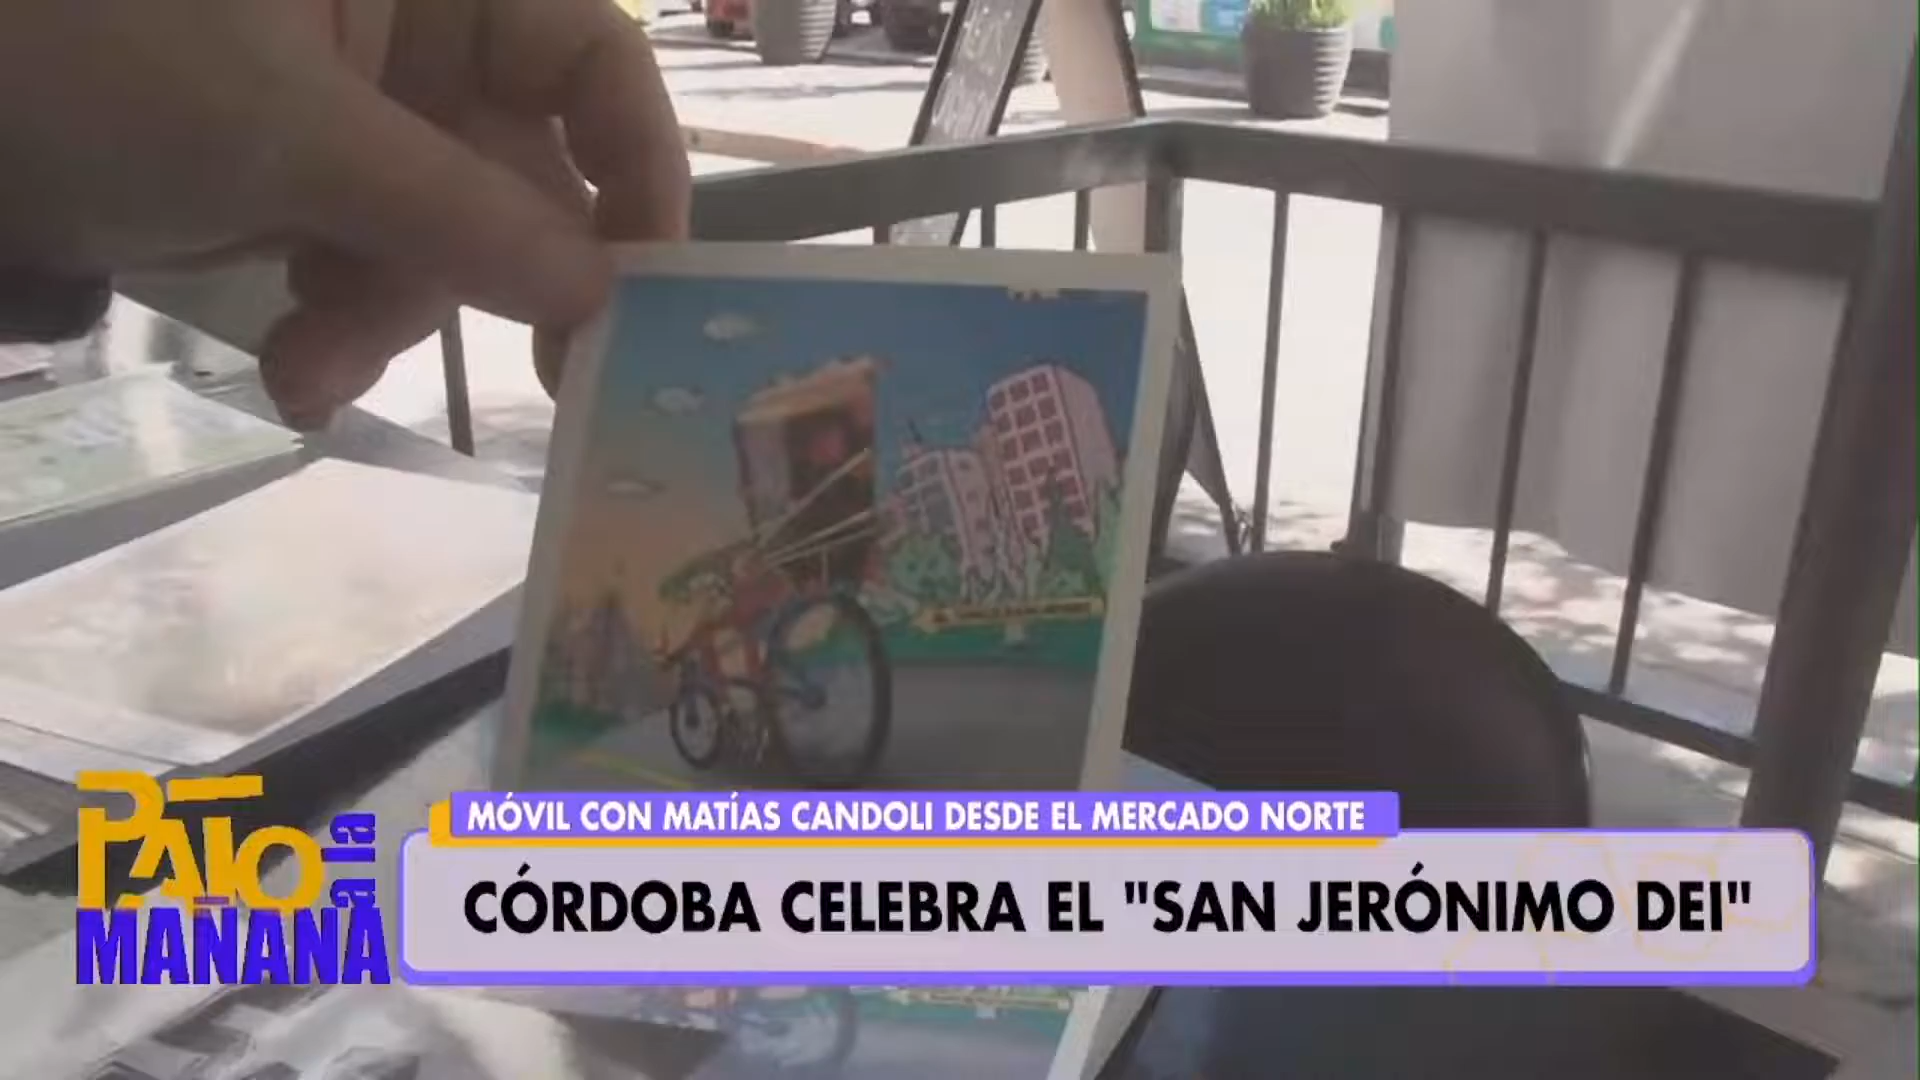 MÓVIL CON MATÍAS CANDOLI DESDE EL MERCADO NORTE
CÓRDOBA CELEBRA EL "SAN JERÓNIMO DEI"
PATO
a la
MAÑANA